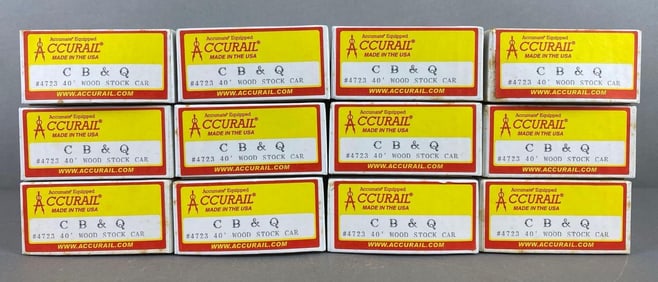 Accumate® Equipped Accumate® Equipped Accumate® Equipped Accumate® Equipped
ACCURAIL® ACCURAIL® ACCURAIL® ACCURAIL®
MADE IN THE USA MADE IN THE USA MADE IN THE USA MADE IN THE USA
C B & Q C B & Q C B & Q C B & Q
#4723 40' WOOD STOCK CAR #4723 40' WOOD STOCK CAR #4723 40' WOOD STOCK CAR #4723 40' WOOD STOCK CAR
WWW.ACCURAIL.COM WWW.ACCURAIL.COM WWW.ACCURAIL.COM WWW.ACCURAIL.COM
Accumate® Equipped Accumate® Equipped Accumate® Equipped Accumate® Equipped
ACCURAIL® ACCURAIL® ACCURAIL® ACCURAIL®
MADE IN THE USA MADE IN THE USA MADE IN THE USA MADE IN THE USA
C B & Q C B & Q C B & Q C B & Q
#4723 40' WOOD STOCK CAR #4723 40' WOOD STOCK CAR #4723 40' WOOD STOCK CAR #4723 40' WOOD STOCK CAR
WWW.ACCURAIL.COM WWW.ACCURAIL.COM WWW.ACCURAIL.COM WWW.ACCURAIL.COM
Accumate® Equipped Accumate® Equipped Accumate® Equipped Accumate® Equipped
ACCURAIL® ACCURAIL® ACCURAIL® ACCURAIL®
MADE IN THE USA MADE IN THE USA MADE IN THE USA MADE IN THE USA
C B & Q C B & Q C B & Q C B & Q
#4723 40' WOOD STOCK CAR #4723 40' WOOD STOCK CAR #4723 40' WOOD STOCK CAR #4723 40' WOOD STOCK CAR
WWW.ACCURAIL.COM WWW.ACCURAIL.COM WWW.ACCURAIL.COM WWW.ACCURAIL.COM